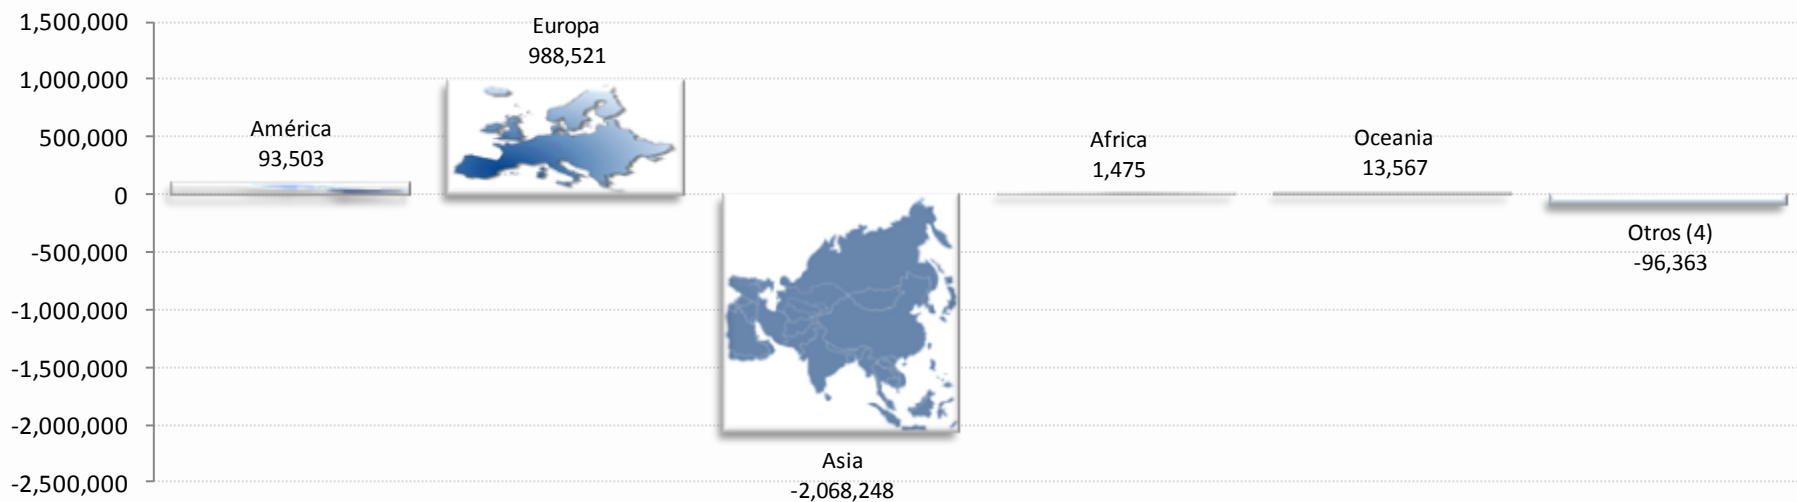 1,500,000
1,000,000
500,000
0
-500,000
-1,000,000
-1,500,000
-2,000,000
-2,500,000
América
93,503
Europa
988,521
Asia
-2,068,248
Africa
1,475
Oceania
13,567
Otros (4)
-96,363